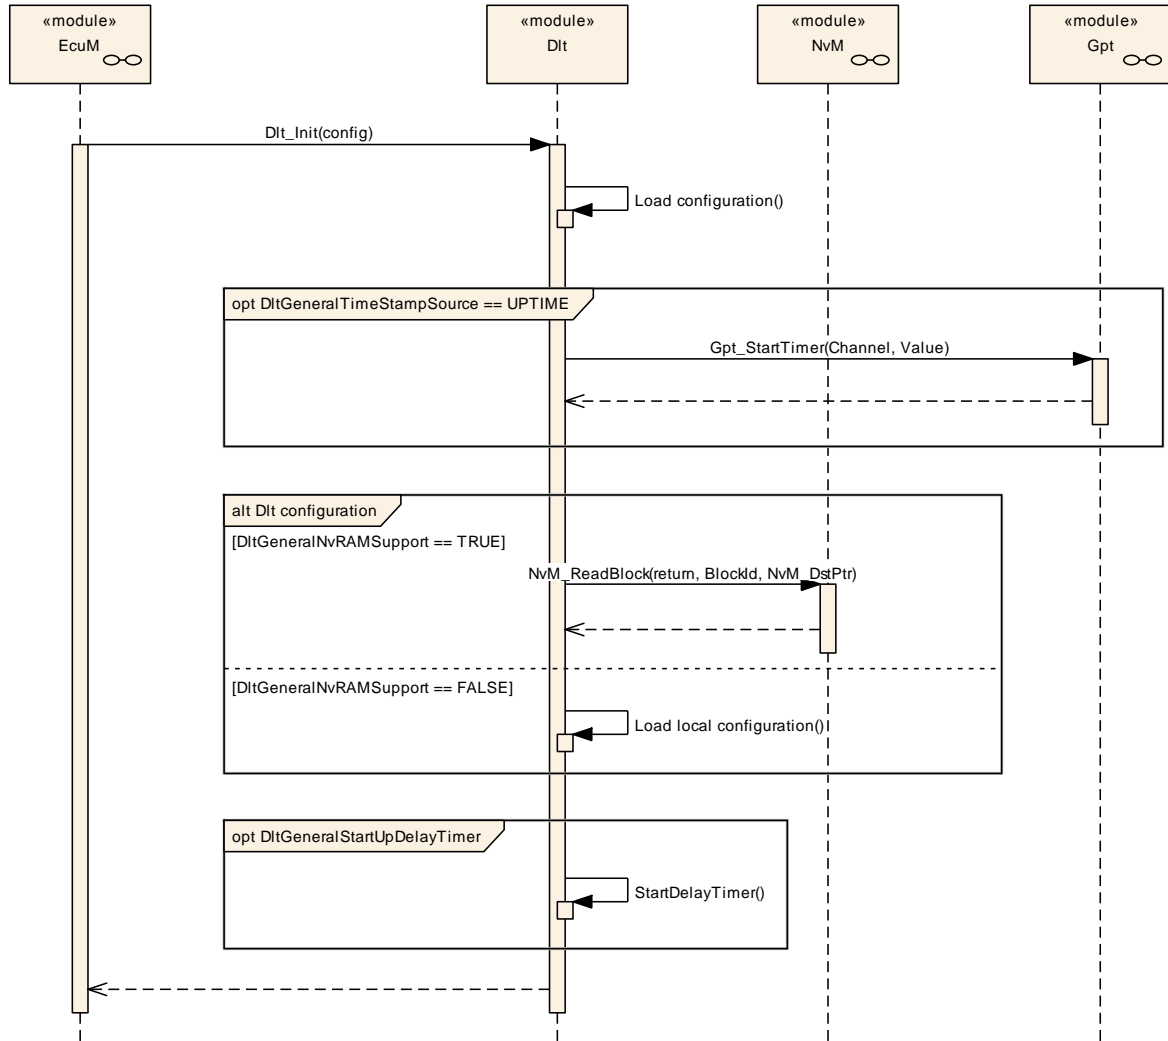 «module»
EcuM
«module»
Dlt
«module»
NvM
«module»
Gpt
Dlt_Init(config)
Load configuration()
opt DltGeneralTimeStampSource == UPTIME
Gpt_StartTimer(Channel, Value)
alt Dlt configuration
[DltGeneralNvRAMSupport == TRUE]
NvM_ReadBlock(return, BlockId, NvM_DstPtr)
[DltGeneralNvRAMSupport == FALSE]
Load local configuration()
opt DltGeneralStartUpDelayTimer
StartDelayTimer()